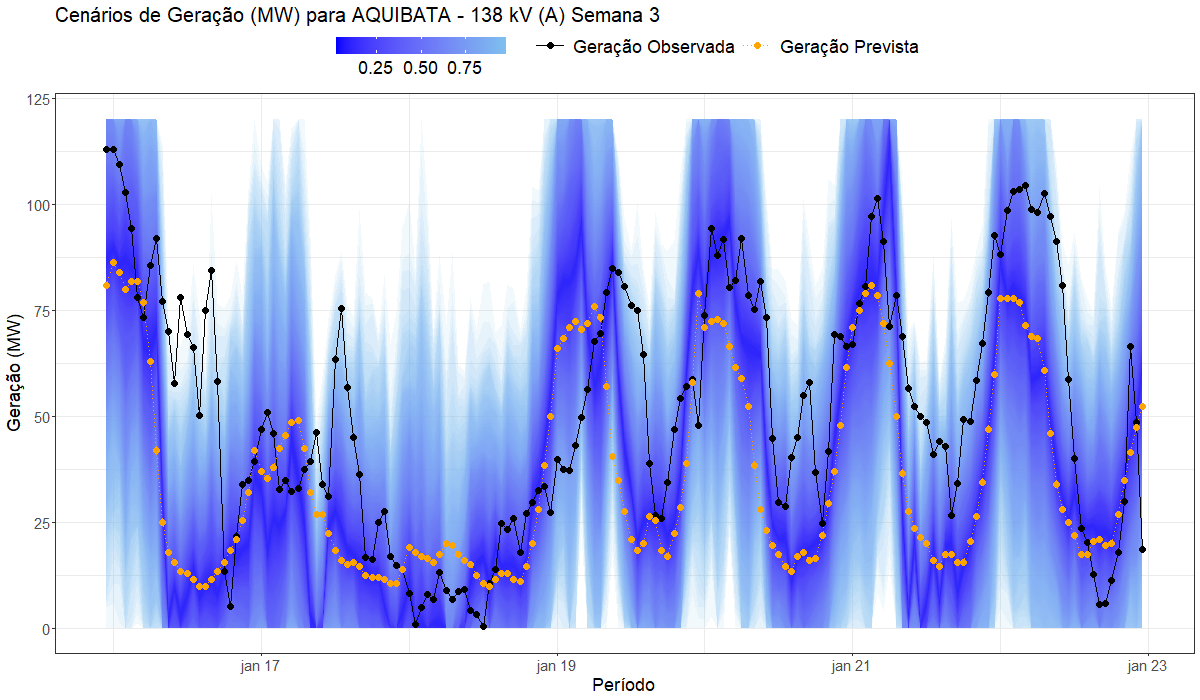 Cenários de Geração (MW) para AQUIBATA - 138 kV (A) Semana 3
0.25 0.50 0.75
Geração Observada
Geração Prevista
Geração (MW)
125
100
75
50
25
0
jan 17
jan 19
jan 21
jan 23
Período